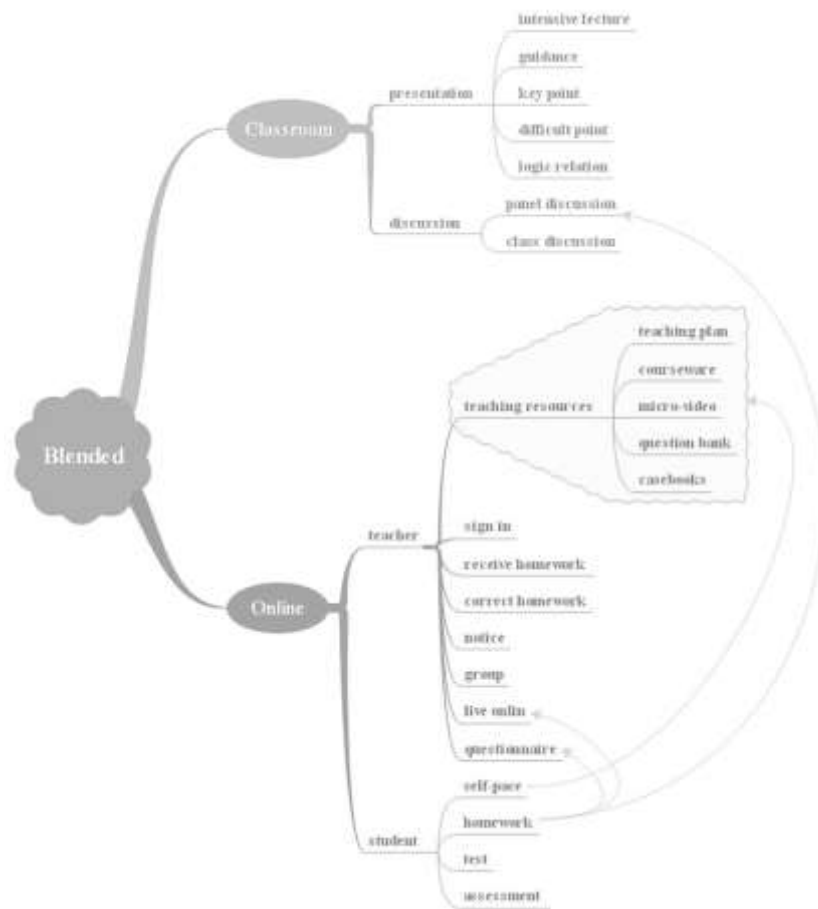 intensive lecture
guidance
presentation
key point
Classroom
difficult point
logic relation
panel discussion
discussion
class discussion
teaching plan
courseware
teaching resources
micro-video
Blended
question bank
casebooks
sign in
teacher
receive homework
correct homework
Online
notice
group
live onlin
questionnaire
self-pace
homework
student
test
assessment